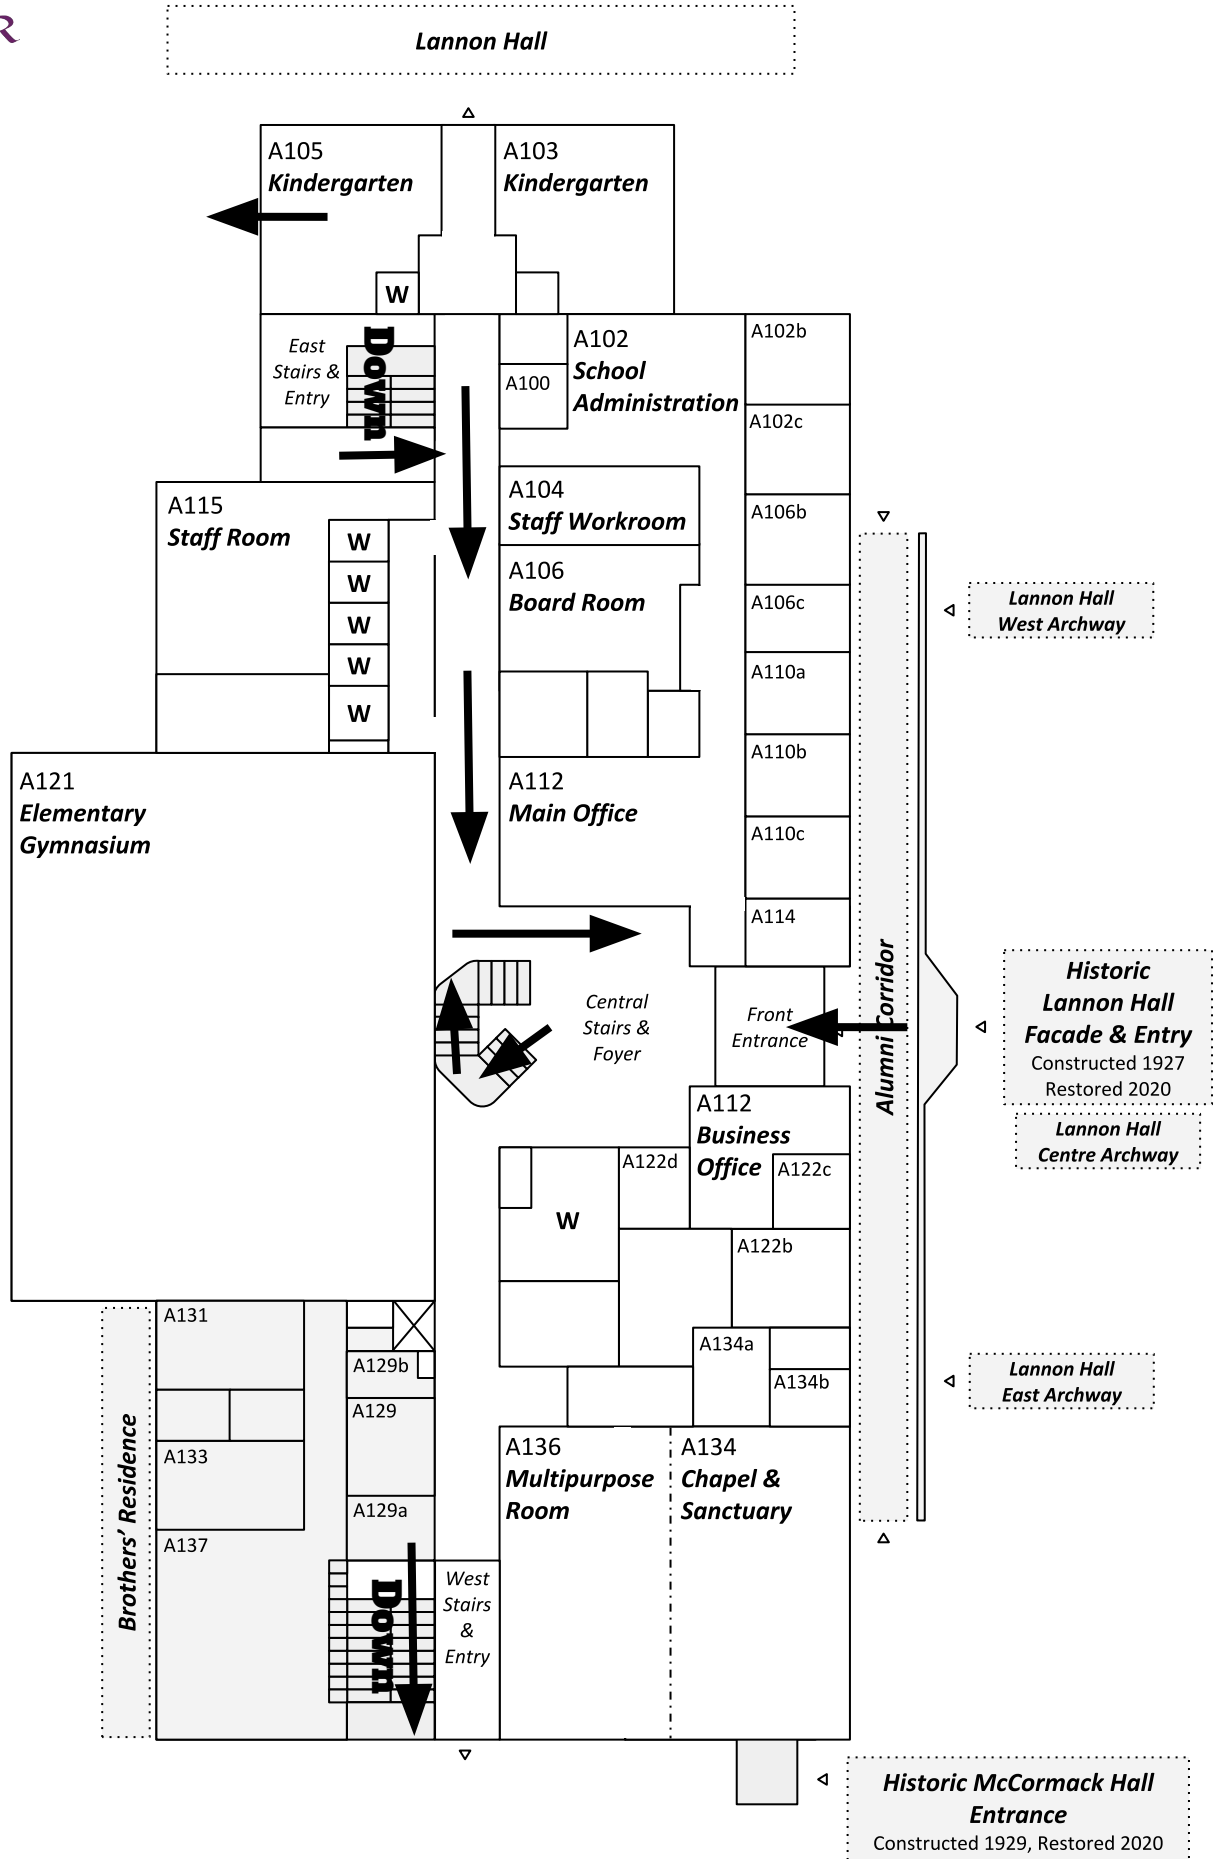 R
Lannon Hall
A105
Kindergarten
A103
Kindergarten
W
East
Stairs &
Entry
Down
A100
A102
School
Administration
A102b
A102c
A104
Staff Workroom
A106
Board Room
A106b
A106c
A110a
A110b
A110c
A114
A115
Staff Room
W
W
W
W
W
A112
Main Office
A121
Elementary
Gymnasium
Central
Stairs &
Foyer
Front
Entrance
Alumni Corridor
Lannon Hall
West Archway
Historic
Lannon Hall
Facade & Entry
Constructed 1927
Restored 2020
Lannon Hall
Centre Archway
A112
Business
Office
A122d
A122c
W
A122b
A134a
A134b
Lannon Hall
East Archway
A131
A129b
A129
A133
A129a
A137
Brothers' Residence
Down
West
Stairs
&
Entry
A136
Multipurpose
Room
A134
Chapel &
Sanctuary
Historic McCormack Hall
Entrance
Constructed 1929, Restored 2020